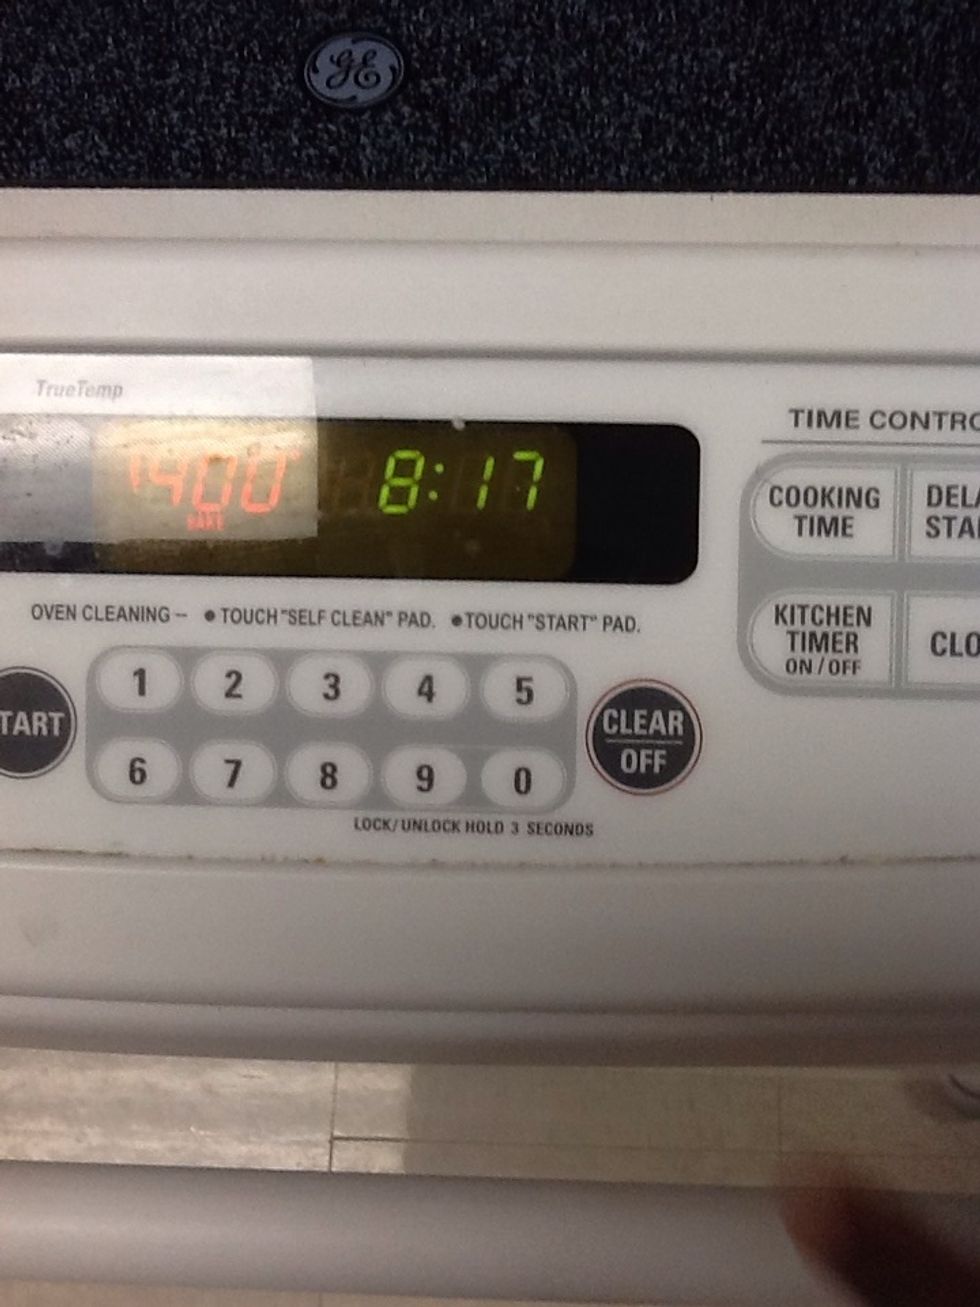 GE
TrueTemp
400°
BAKE
8:17
TIME CONTRO
COOKING
TIME
DELA
STA
KITCHEN
TIMER
ON / OFF
CLO
OVEN CLEANING – • TOUCH "SELF CLEAN" PAD. • TOUCH "START" PAD.
TART
1 2 3 4 5
6 7 8 9 0
CLEAR
OFF
LOCK/UNLOCK HOLD 3 SECONDS